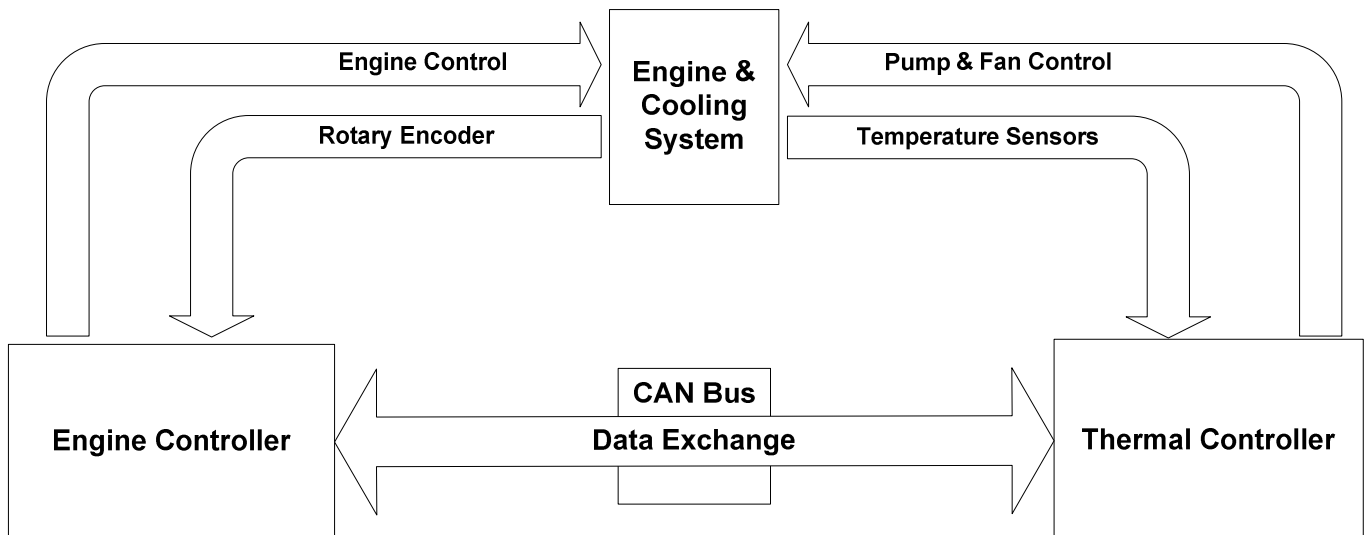 Engine Control
Engine &
Cooling
System
Pump & Fan Control
Rotary Encoder
Temperature Sensors
CAN Bus
Engine Controller
Data Exchange
Thermal Controller